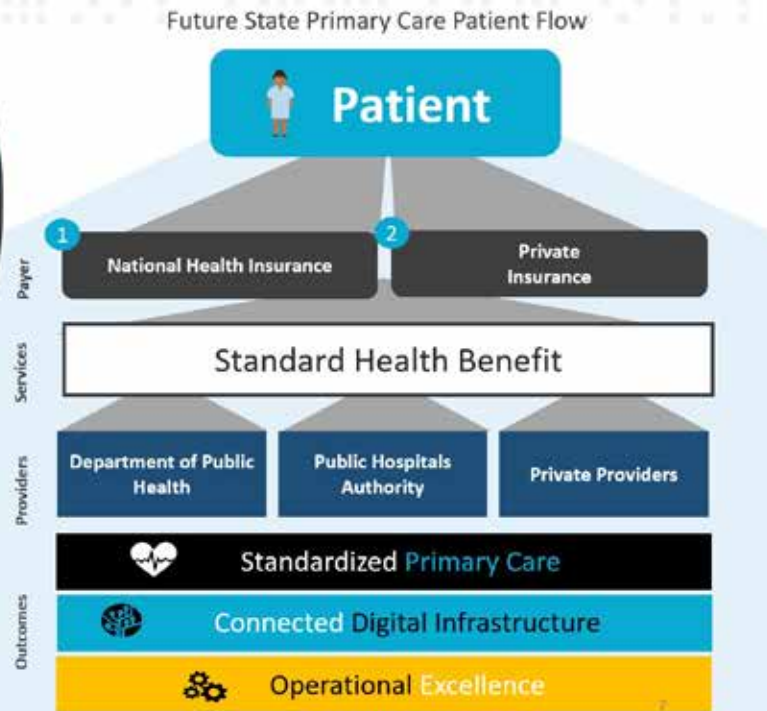 Future State Primary Care Patient Flow
Patient
1
2
Payer
National Health Insurance
Private
Insurance
Services
Standard Health Benefit
Providers
Department of Public
Health
Public Hospitals
Authority
Private Providers
Outcomes
Standardized Primary Care
Connected Digital Infrastructure
Operational Excellence
7